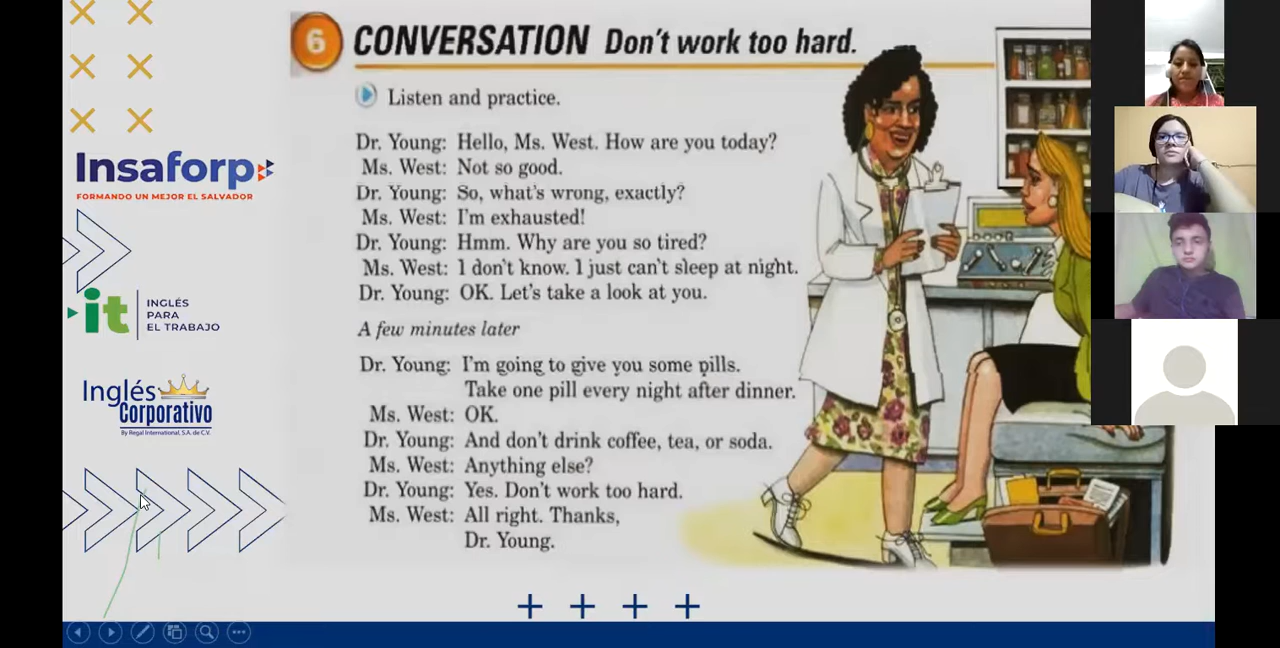 6 CONVERSATION Don't work too hard.
Listen and practice.
Dr. Young: Hello, Ms. West. How are you today?
Ms. West: Not so good.
Dr. Young: So, what's wrong, exactly?
Ms. West: I'm exhausted!
Dr. Young: Hmm. Why are you so tired?
Ms. West: I don't know. I just can't sleep at night.
Dr. Young: OK. Let's take a look at you.
A few minutes later
Dr. Young: I'm going to give you some pills.
Take one pill every night after dinner.
Ms. West: OK.
Dr. Young: And don't drink coffee, tea, or soda.
Ms. West: Anything else?
Dr. Young: Yes. Don't work too hard.
Ms. West: All right. Thanks,
Dr. Young.
Insaforp
FORMANDO UN MEJOR EL SALVADOR
it INGLÉS
PARA
EL TRABAJO
Inglés
Corporativo
By Regal International, S.A. de C.V.